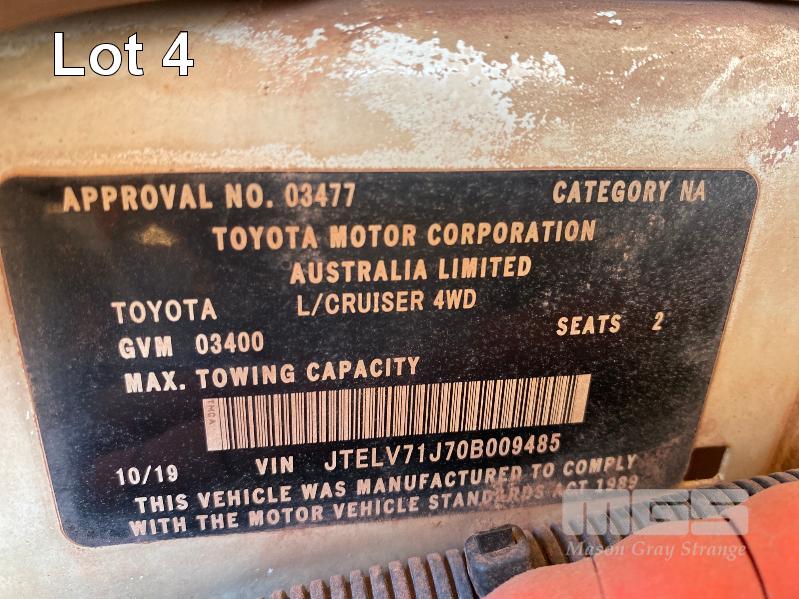 Lot 4
APPROVAL NO. 03477 CATEGORY NA
TOYOTA MOTOR CORPORATION
AUSTRALIA LIMITED
TOYOTA L/CRUISER 4WD
GVM 03400 SEATS 2
MAX. TOWING CAPACITY
TMCA
10/19 VIN JTELV71J70B009485
THIS VEHICLE WAS MANUFACTURED TO COMPLY
WITH THE MOTOR VEHICLE STANDARDS ACT 1989
MGS
Mason Gray Strange